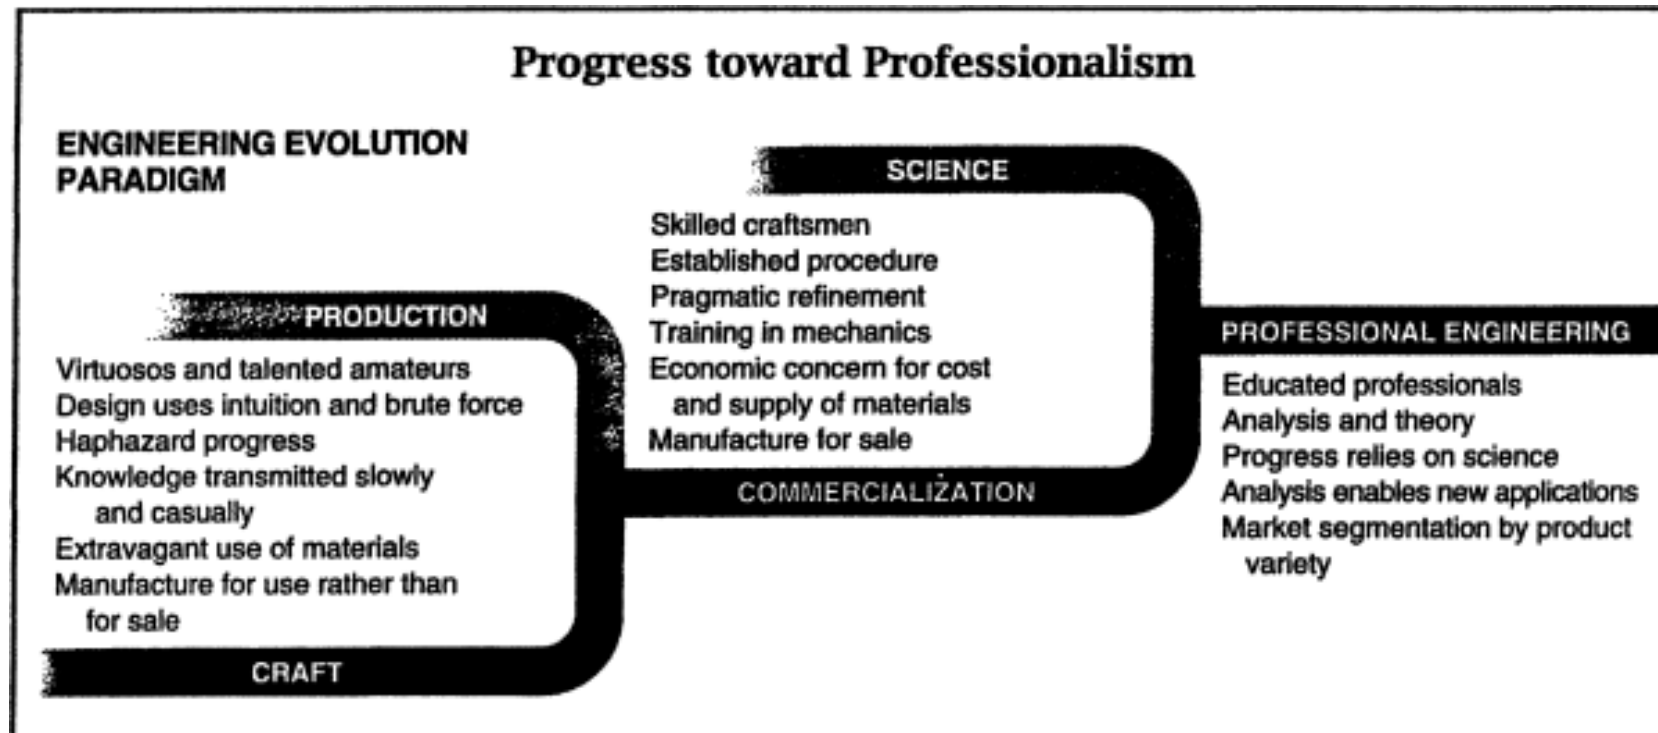 Progress toward Professionalism
ENGINEERING EVOLUTION
PARADIGM
SCIENCE
Skilled craftsmen
Established procedure
Pragmatic refinement
Training in mechanics
Economic concern for cost
and supply of materials
Manufacture for sale
PRODUCTION
Virtuosos and talented amateurs
Design uses intuition and brute force
Haphazard progress
Knowledge transmitted slowly
and casually
Extravagant use of materials
Manufacture for use rather than
for sale
CRAFT
COMMERCIALIZATION
PROFESSIONAL ENGINEERING
Educated professionals
Analysis and theory
Progress relies on science
Analysis enables new applications
Market segmentation by product
variety